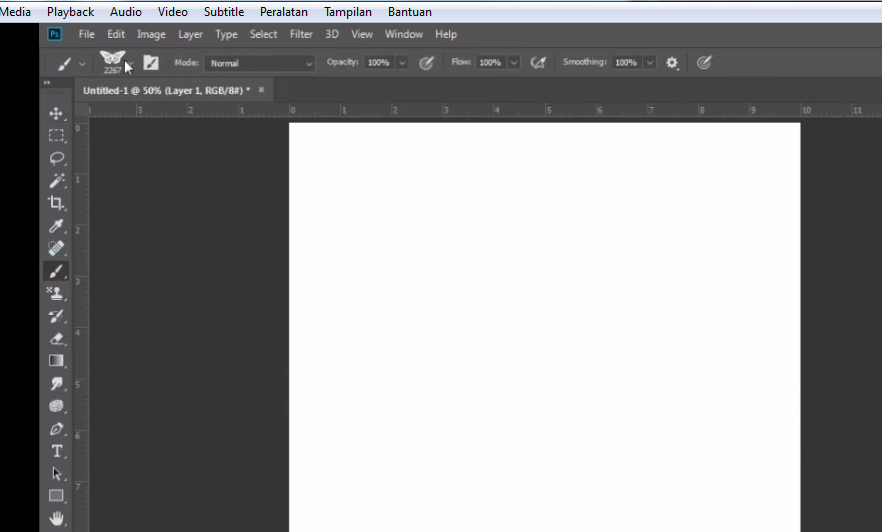 Media Playback Audio Video Subtitle Peralatan Tampilan Bantuan
Ps File Edit Image Layer Type Select Filter 3D View Window Help
2267 Mode: Normal Opacity: 100% Flow: 100% Smoothing: 100%
Untitled-1 @ 50% (Layer 1, RGB/8#) * ×
3 2 1 0 1 2 3 4 5 6 7 8 9 10 11
0
1
2
3
4
5
6
7
T